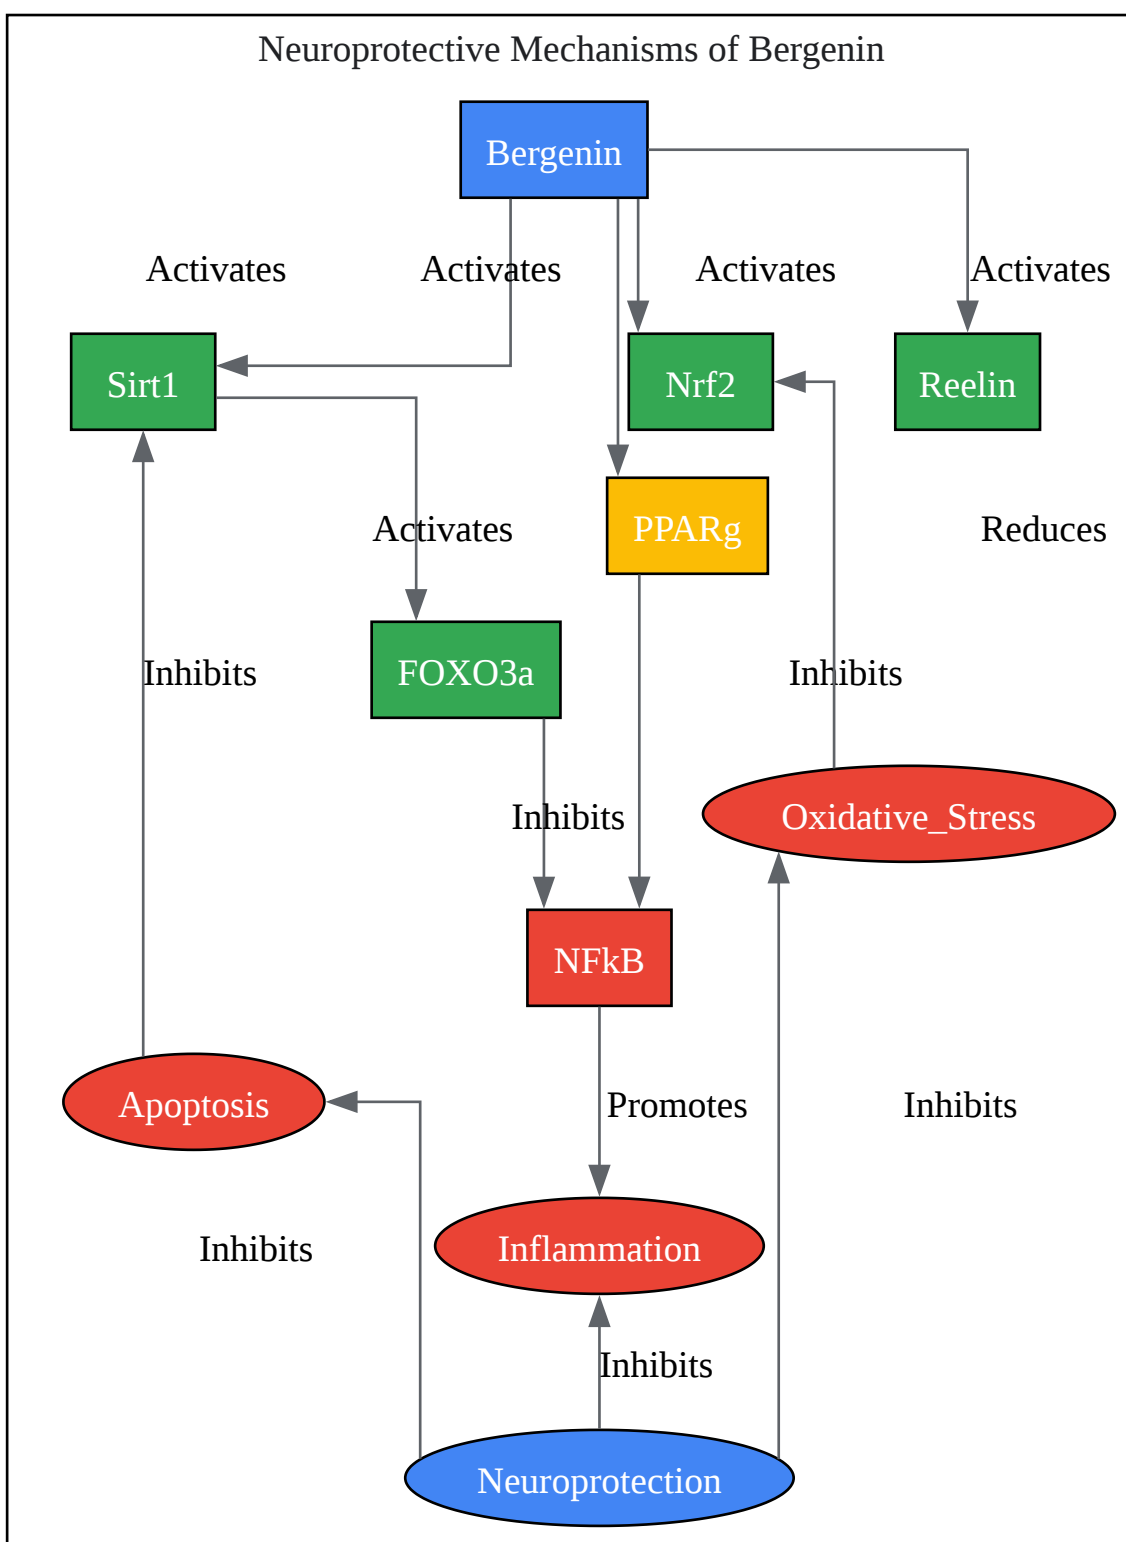 Neuroprotective Mechanisms of Bergenin
Bergenin
Activates
Activates
Activates
Activates
Sirt1
Nrf2
Reelin
Activates
PPARg
Reduces
Inhibits
FOXO3a
Inhibits
Inhibits
Oxidative_Stress
NFkB
Apoptosis
Promotes
Inhibits
Inhibits
Inflammation
Inhibits
Neuroprotection